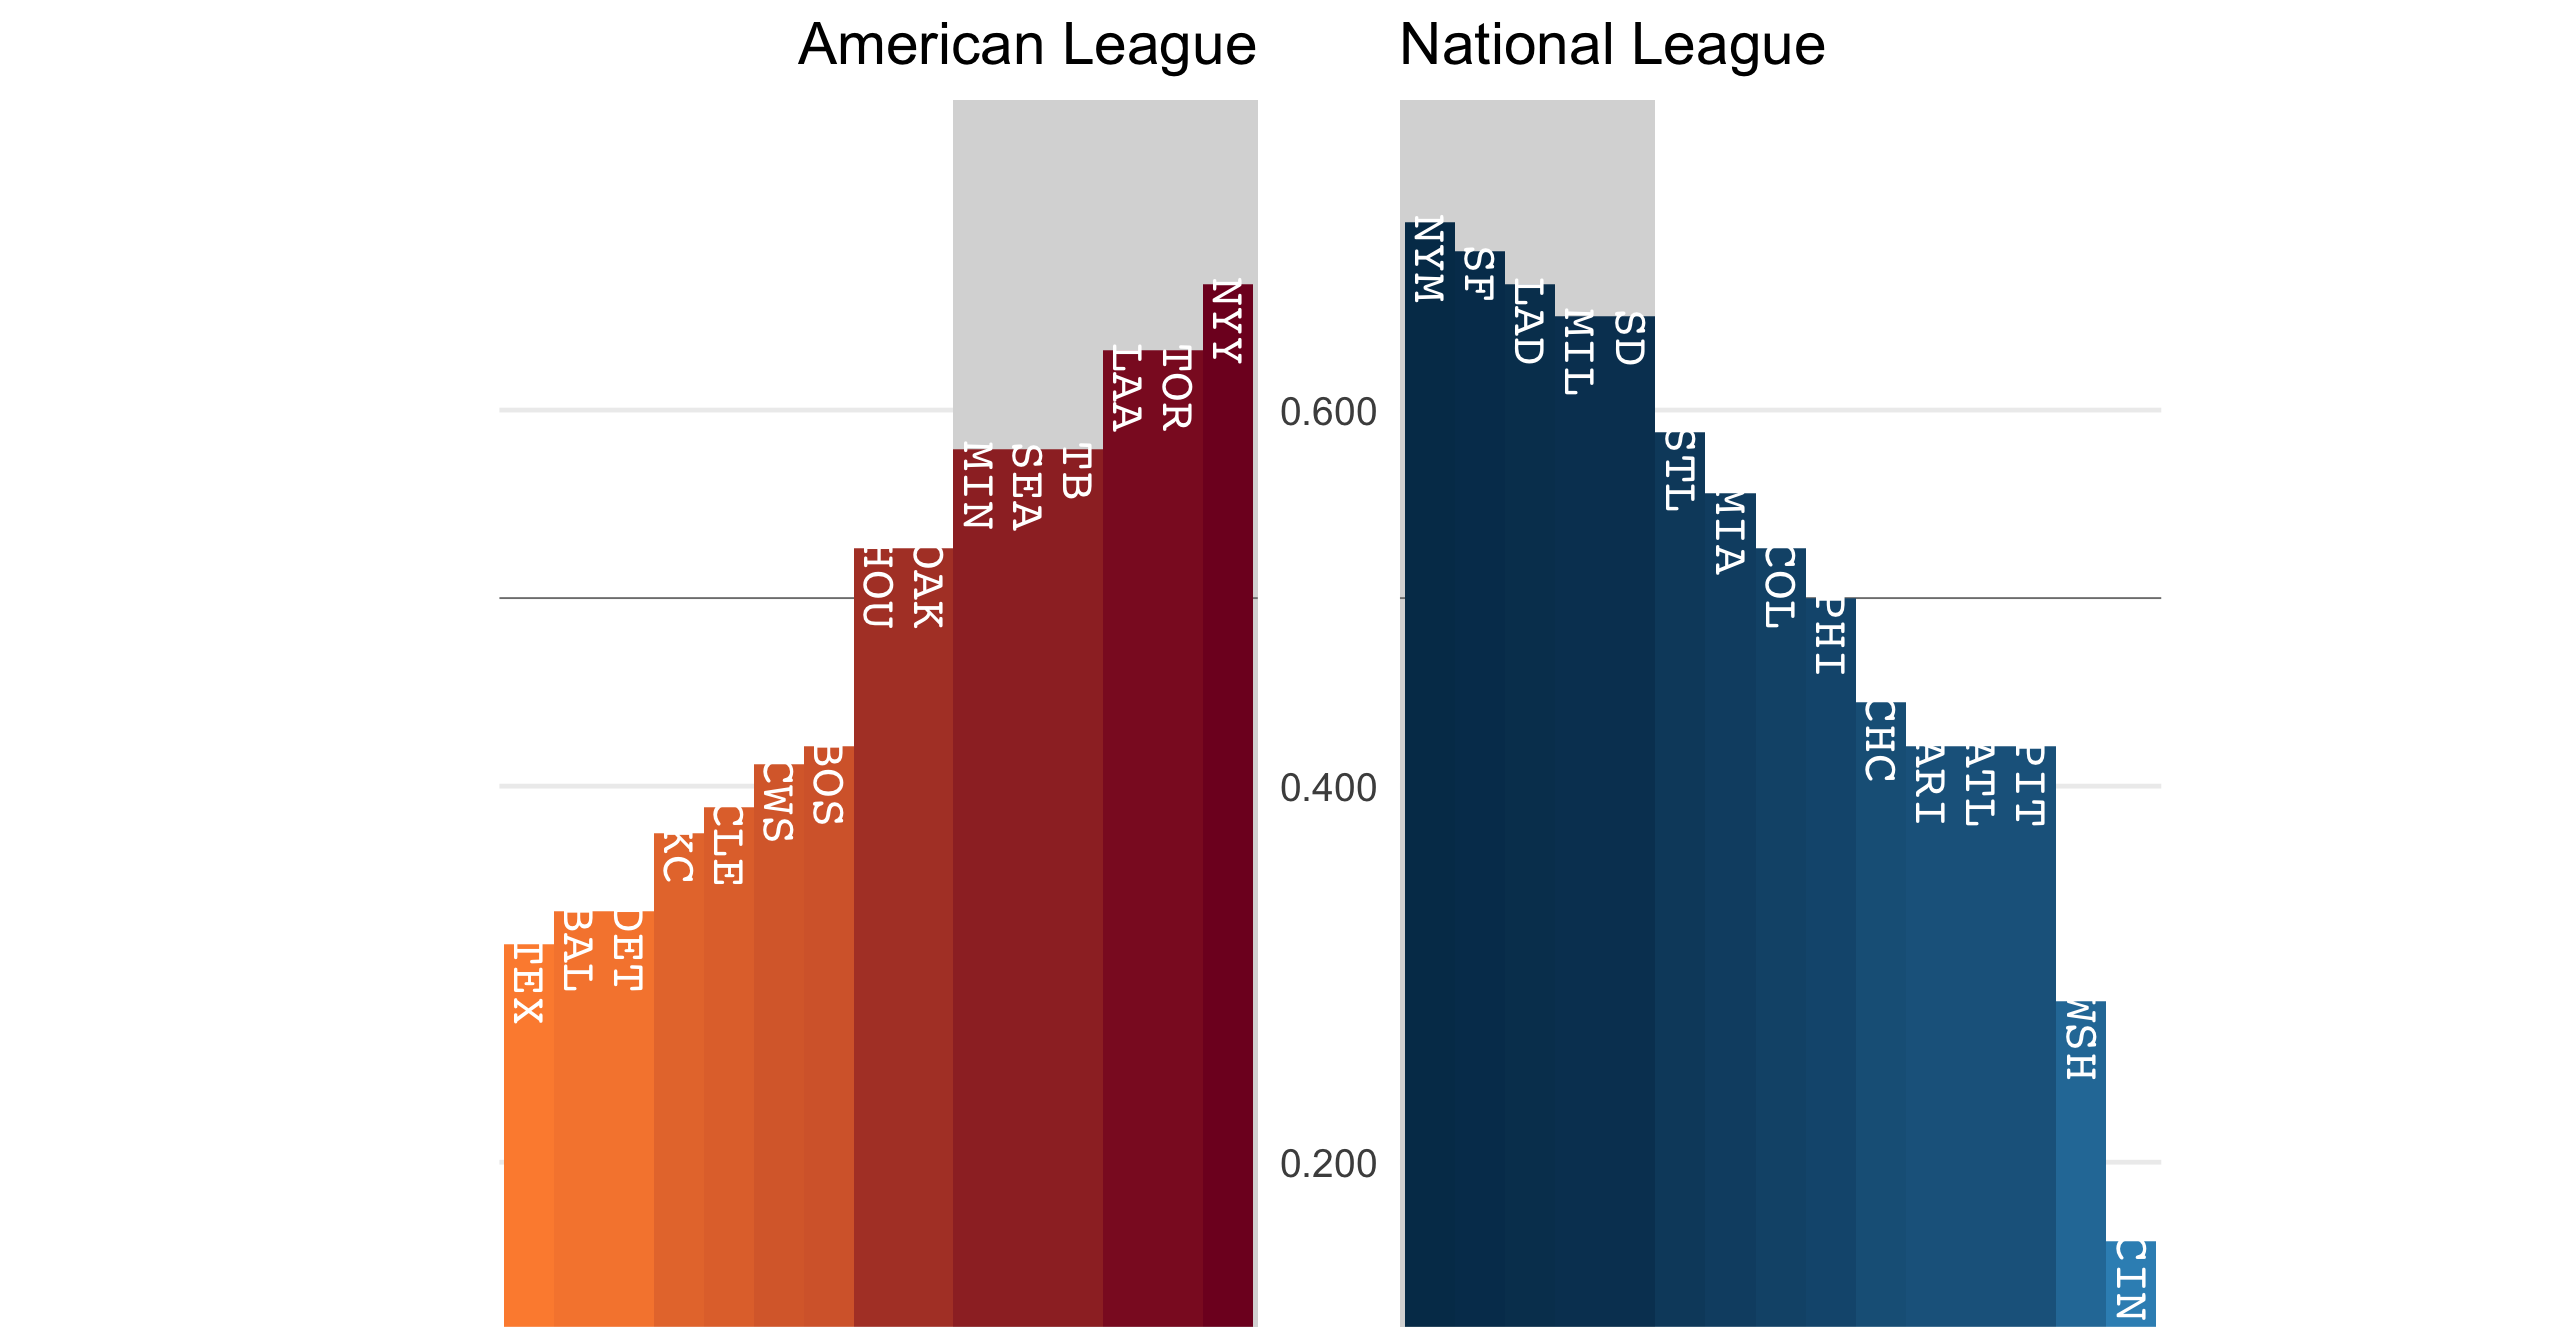 American League
National League
TEX
BAL
DET
KC
CLE
CWS
BOS
HOU
OAK
MIN
SEA
TB
LAA
TOR
NYY
0.600
0.400
0.200
NYM
SF
LAD
MIL
SD
STL
MIA
COL
PHI
CHC
ARI
ATL
PIT
WSH
CIN